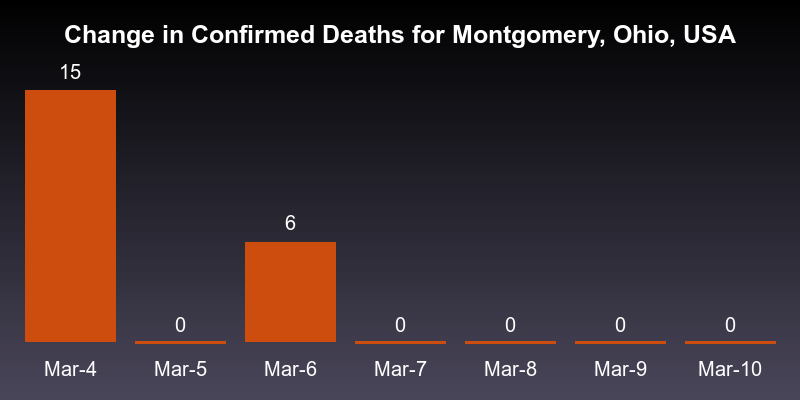 Change in Confirmed Deaths for Montgomery, Ohio, USA
15
0
6
0
0
0
0
Mar-4
Mar-5
Mar-6
Mar-7
Mar-8
Mar-9
Mar-10